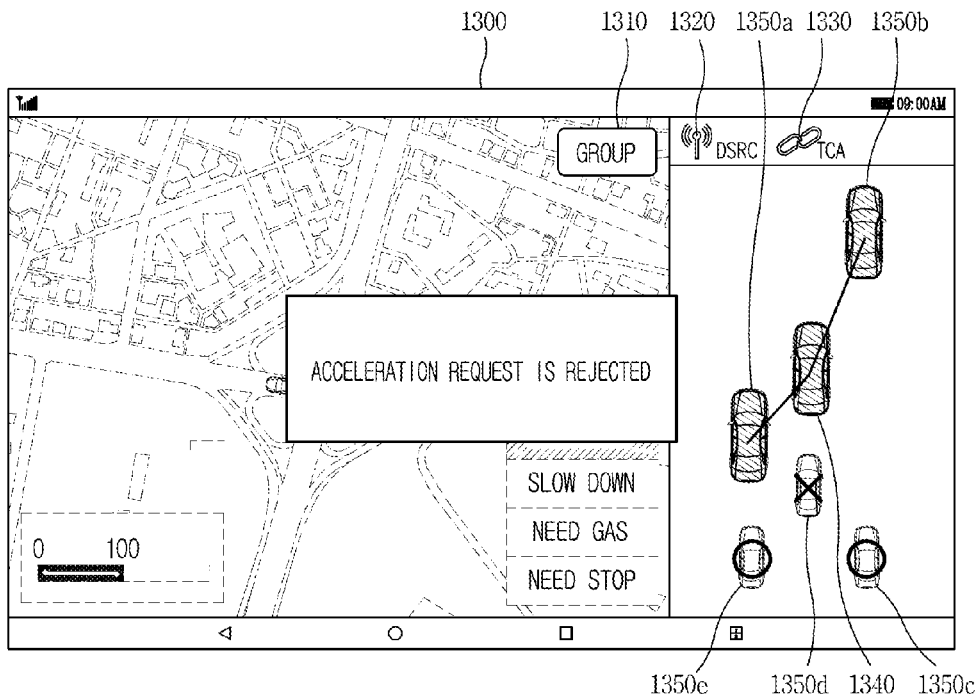 1300 1310 1320 1350a 1330 1350b
09:00AM
GROUP
DSRC
TCA
ACCELERATION REQUEST IS REJECTED
SLOW DOWN
NEED GAS
NEED STOP
0 100
1350e 1350d 1340 1350c